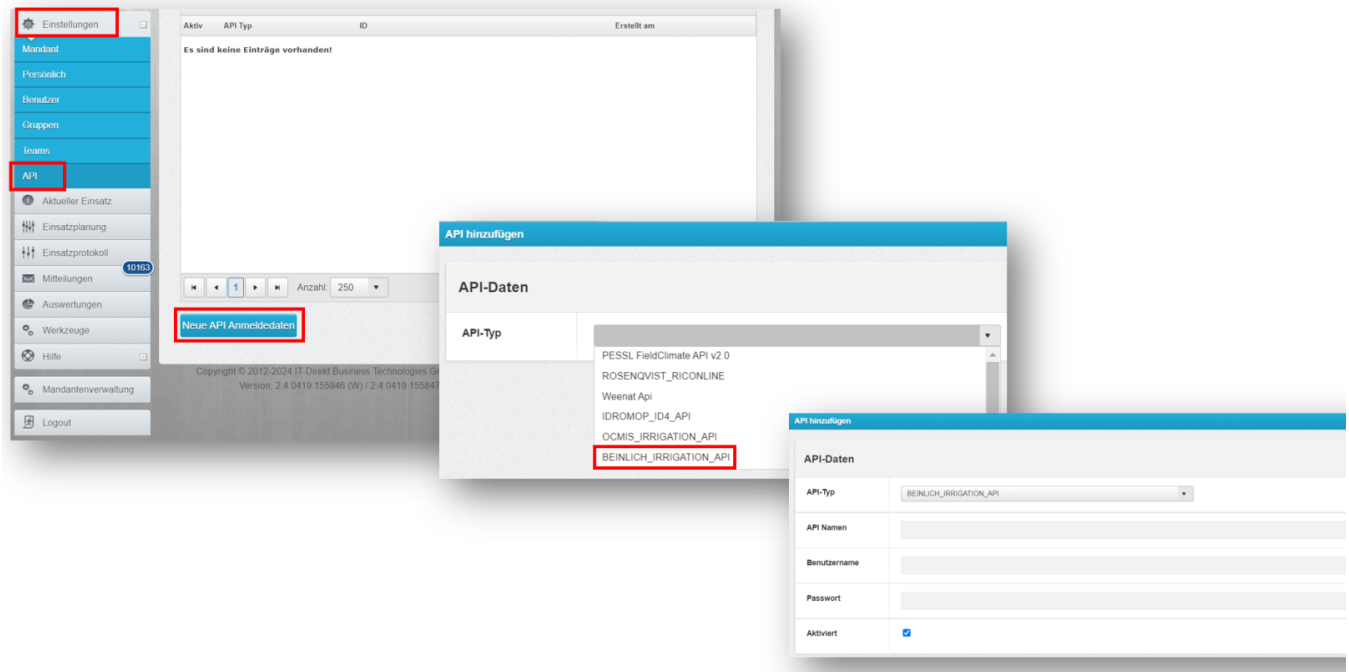 Einstellungen
Mandant
Persönlich
Benutzer
Gruppen
Teams
API
Aktueller Einsatz
Einsatzplanung
Einsatzprotokoll
10163
Mitteilungen
Auswertungen
Werkzeuge
Hilfe
Mandantenverwaltung
Logout
Aktiv API Typ ID Erstellt am
Es sind keine Einträge vorhanden!
1 Anzahl: 250
Neue API Anmeldedaten
Copyright © 2012-2024 IT-Direkt Business Technologies
Version: 2.4.0419.155946 (W) / 2.4.0419.155847
API hinzufügen
API-Daten
API-Typ
PESSL FieldClimate API v2.0
ROSENQVIST_RICONLINE
Weenat Api
IDROMOP_ID4_API
OCMIS_IRRIGATION_API
BEINLICH_IRRIGATION_API
API hinzufügen
API-Daten
API-Typ BEINLICH_IRRIGATION_API
API Namen
Benutzername
Passwort
Aktiviert